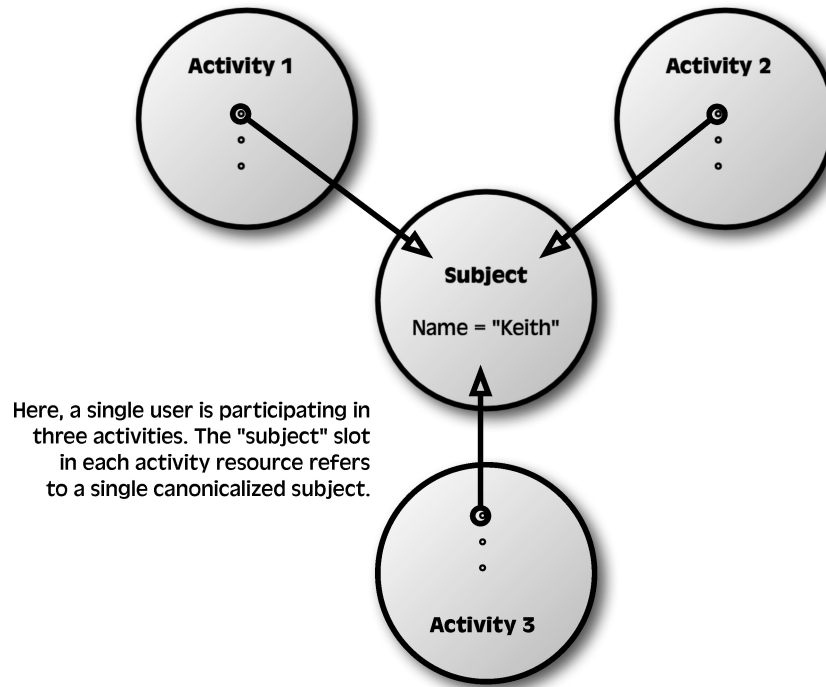 Activity 1
Activity 2
Subject
Name = "Keith"
Here, a single user is participating in
three activities. The "subject" slot
in each activity resource refers
to a single canonicalized subject.
Activity 3